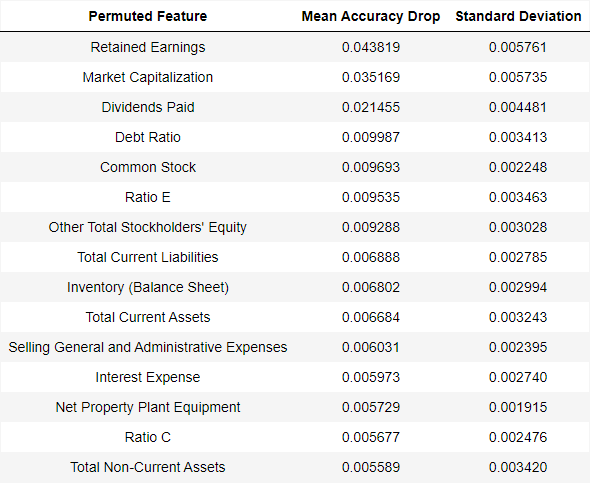 Permuted Feature Mean Accuracy Drop Standard Deviation
Retained Earnings 0.043819 0.005761
Market Capitalization 0.035169 0.005735
Dividends Paid 0.021455 0.004481
Debt Ratio 0.009987 0.003413
Common Stock 0.009693 0.002248
Ratio E 0.009535 0.003463
Other Total Stockholders' Equity 0.009288 0.003028
Total Current Liabilities 0.006888 0.002785
Inventory (Balance Sheet) 0.006802 0.002994
Total Current Assets 0.006684 0.003243
Selling General and Administrative Expenses 0.006031 0.002395
Interest Expense 0.005973 0.002740
Net Property Plant Equipment 0.005729 0.001915
Ratio C 0.005677 0.002476
Total Non-Current Assets 0.005589 0.003420